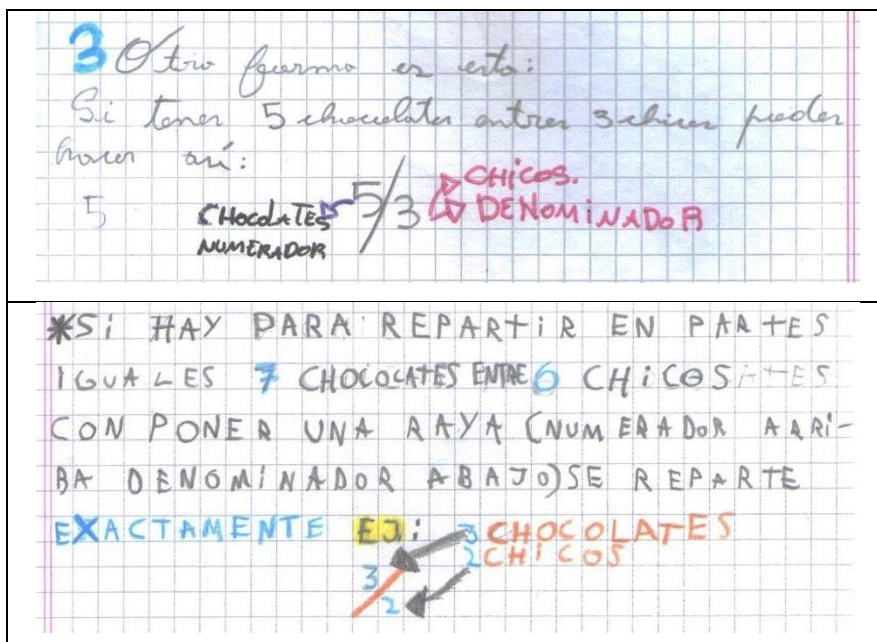 3 Otra forma es esta:
Si tenes 5 chocolates entres 3 chicos podes
hacer así:
5 CHOCOLATES NUMERADOR 5/3 CHICOS. DENOMINADOR
*Si HAY PARA REPARTIR EN PARTES
IGUALES 7 CHOCOLATES ENTRE 6 CHICOS
CON PONER UNA RAYA (NUMERADOR ARRI-
BA DENOMINADOR ABAJO) SE REPARTE
EXACTAMENTE EJ: 3 CHOCOLATES
2 CHICOS
3/2